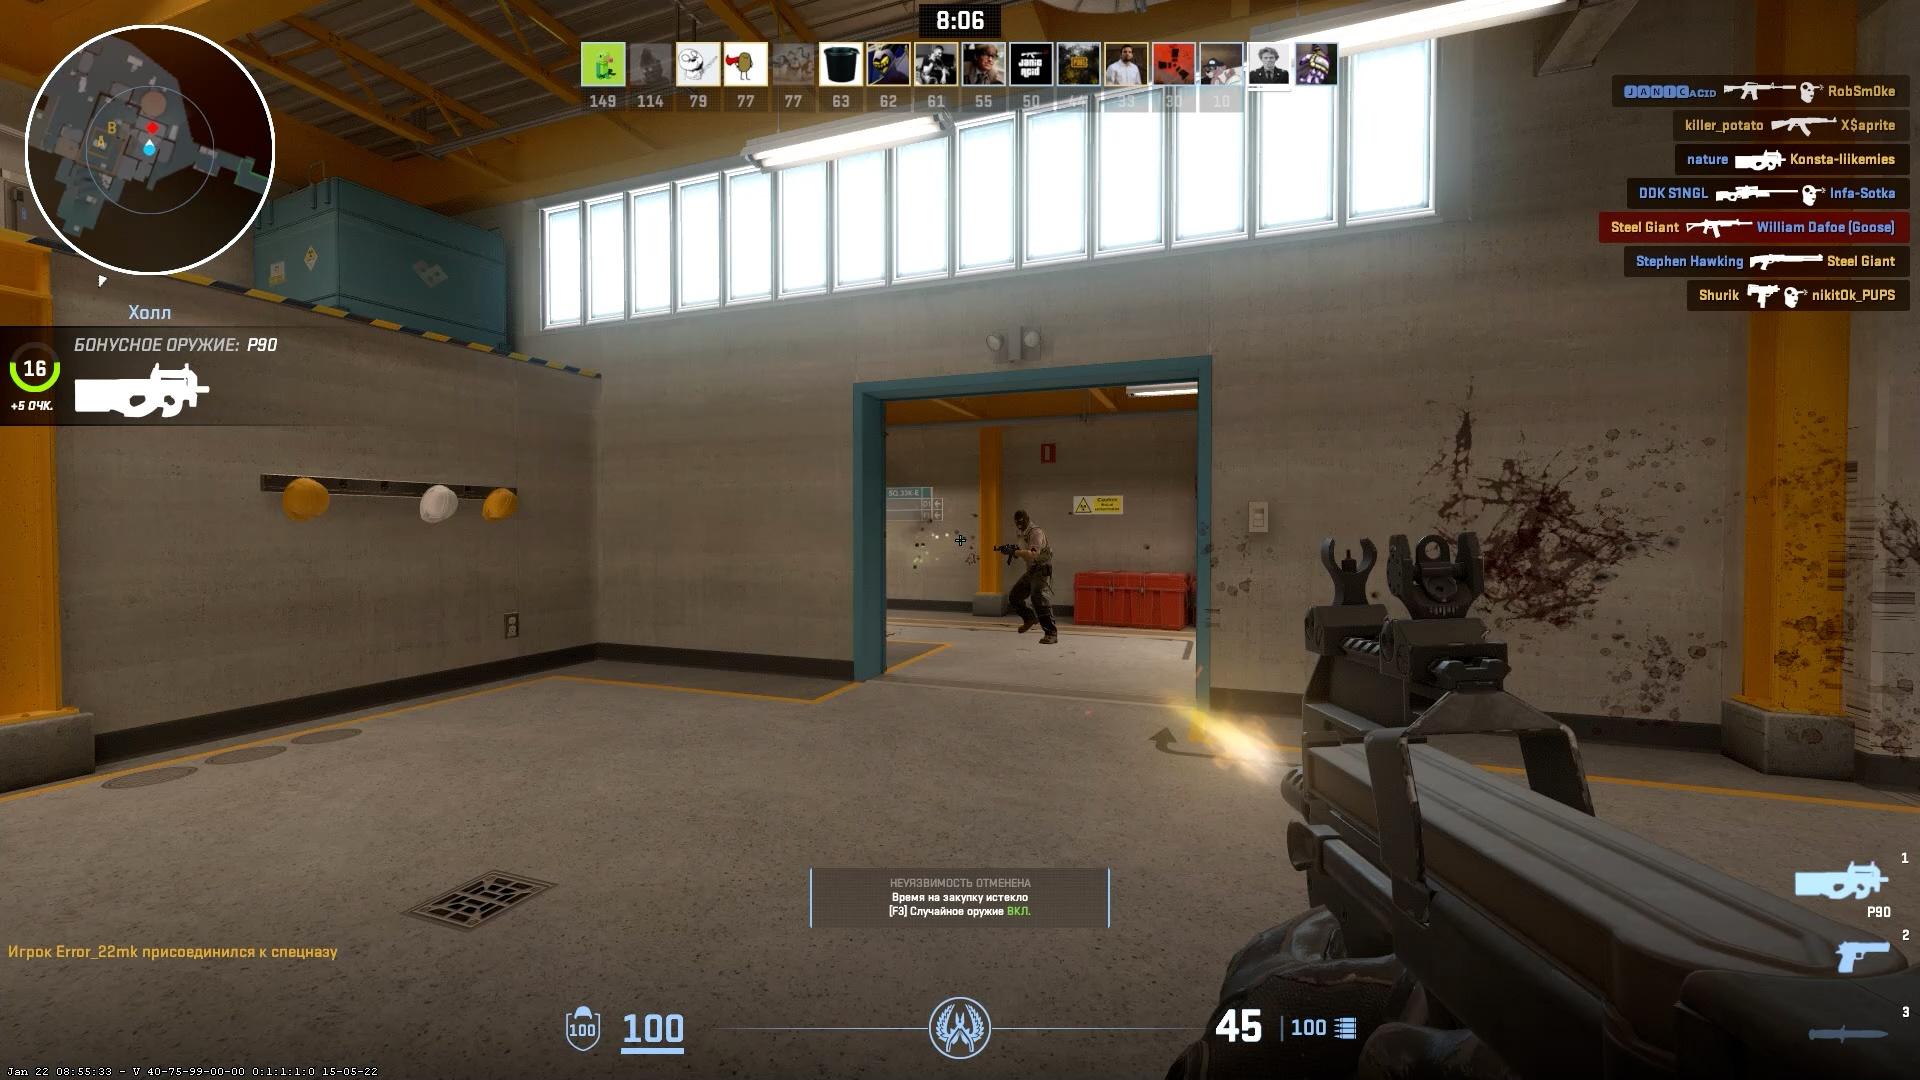 8:06
149 114 79 77 77 63 62 61 55 50 44 33 30 10
JANIC ACID
JANICACID RobSm0ke
killer_potato X$aprite
nature Konsta-liikemies
DDK S1NGL Infa-Sotka
Steel Giant William Dafoe (Goose)
Stephen Hawking Steel Giant
Shurik nikit0k_PUPS
B
Холл
БОНУСНОЕ ОРУЖИЕ: P90
16
+5 ОЧК.
НЕУЯЗВИМОСТЬ ОТМЕНЕНА
Время на закупку истекло
[F3] Случайное оружие ВКЛ.
1
P90
2
3
Игрок Error_22mk присоединился к спецназу
100 100
45 | 100
Jan 22 08:55:33 - V 40-75-99-00-00 0:1:1:1:0 15-05-22